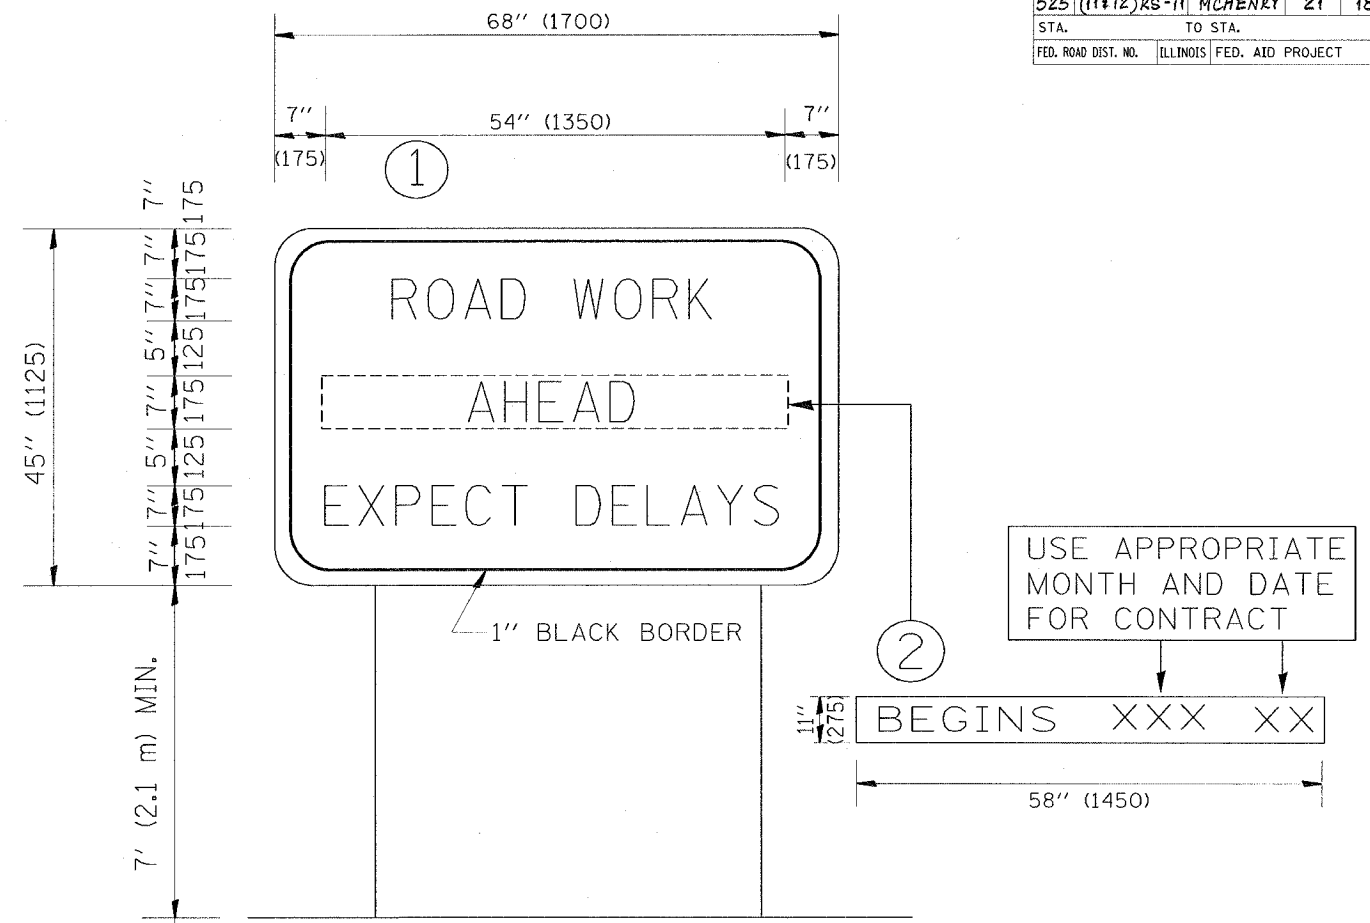 525 (11&12)RS-11 MCHENRY 21
STA. TO STA.
FED. ROAD DIST. NO. ILLINOIS FED. AID PROJECT
68'' (1700)
7'' 54'' (1350) 7''
(175) (175)
1
7'' 175
7'' 175
7'' 175
5'' 125
7'' 175
5'' 125
7'' 175
7'' 175
45'' (1125)
ROAD WORK
AHEAD
EXPECT DELAYS
1'' BLACK BORDER
7' (2.1 m) MIN.
2
USE APPROPRIATE
MONTH AND DATE
FOR CONTRACT
11'' (275)
BEGINS XXX XX
58'' (1450)